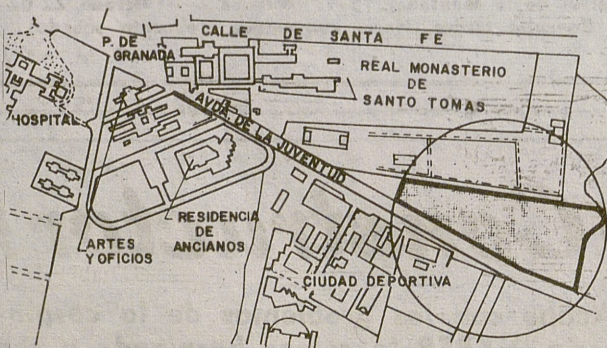 P. DE
GRANADA
CALLE DE SANTA FE
REAL MONASTERIO
DE
SANTO TOMAS
HOSPITAL
AVDA. DE LA JUVENTUD
RESIDENCIA
DE
ANCIANOS
ARTES
Y OFICIOS
CIUDAD DEPORTIVA